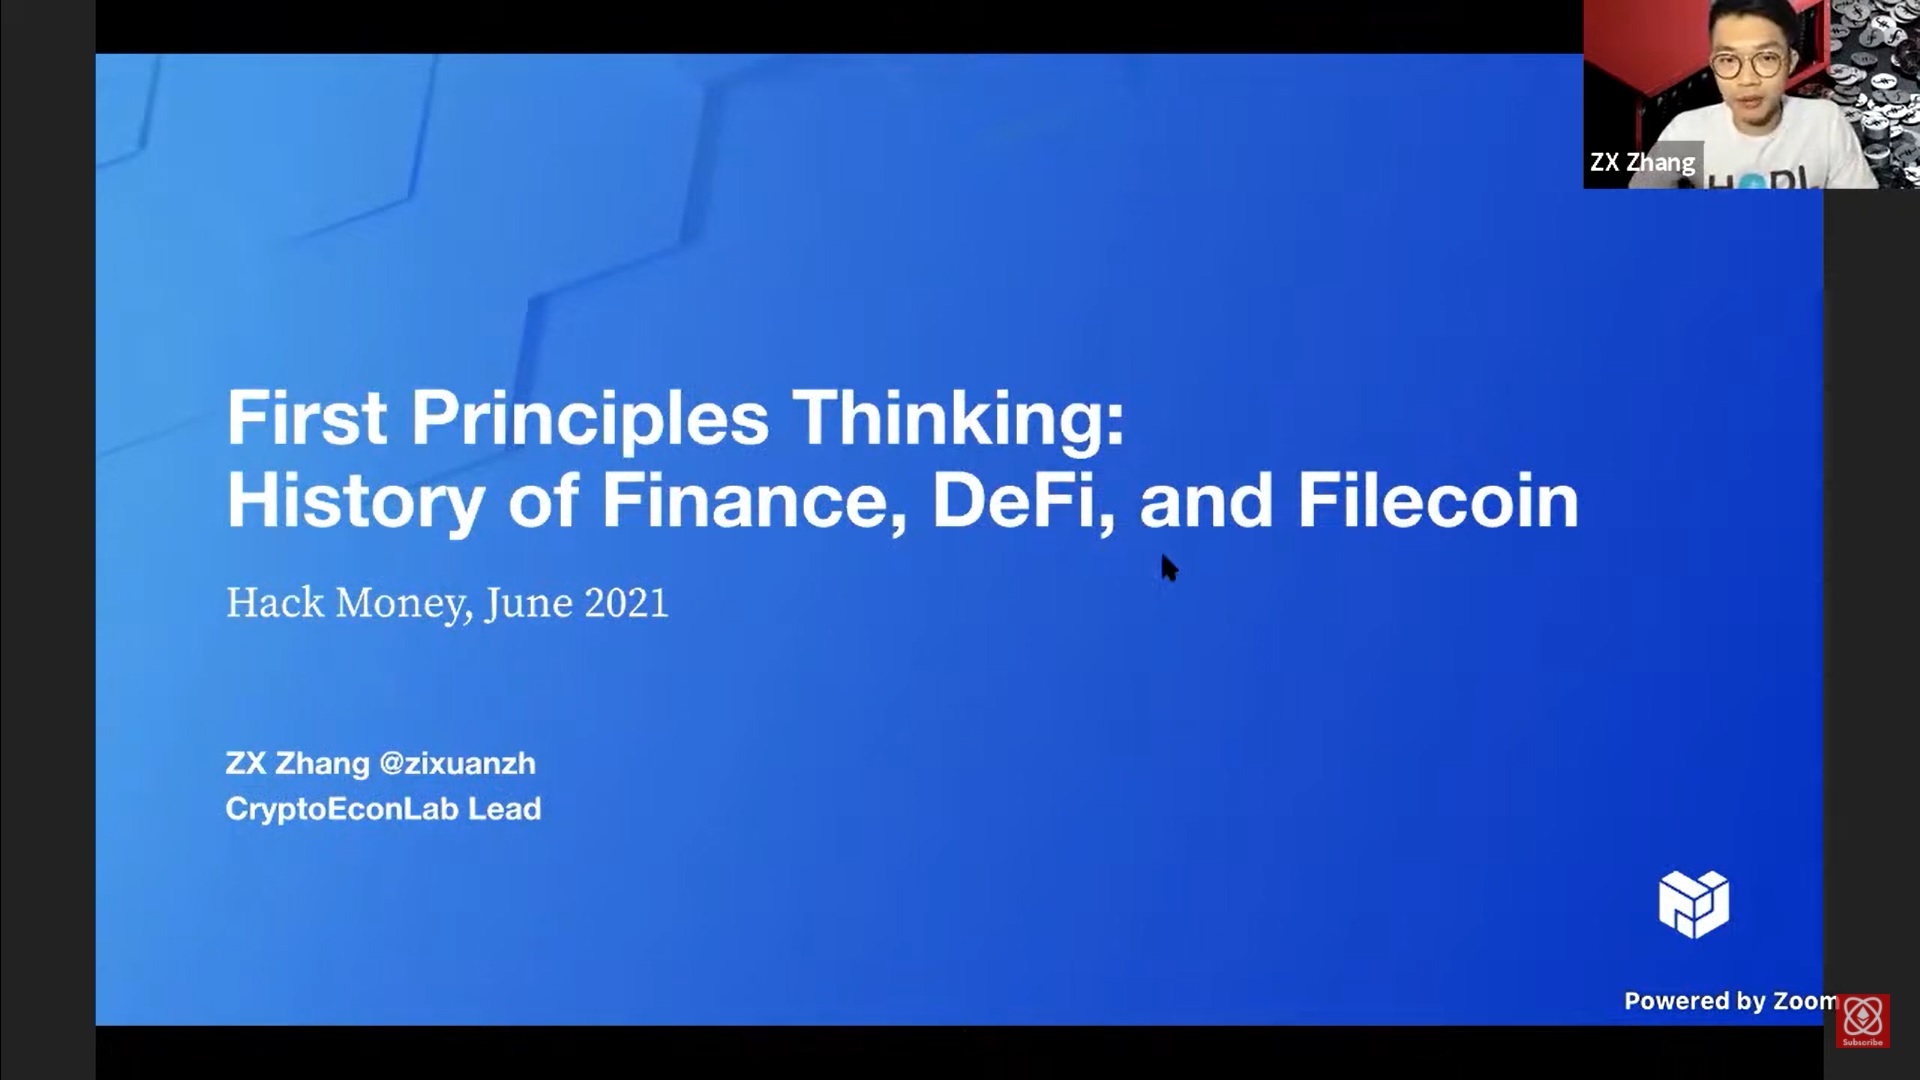 ZX Zhang
First Principles Thinking:
History of Finance, DeFi, and Filecoin
Hack Money, June 2021
ZX Zhang @zixuanzh
CryptoEconLab Lead
Powered by Zoom
Subscribe